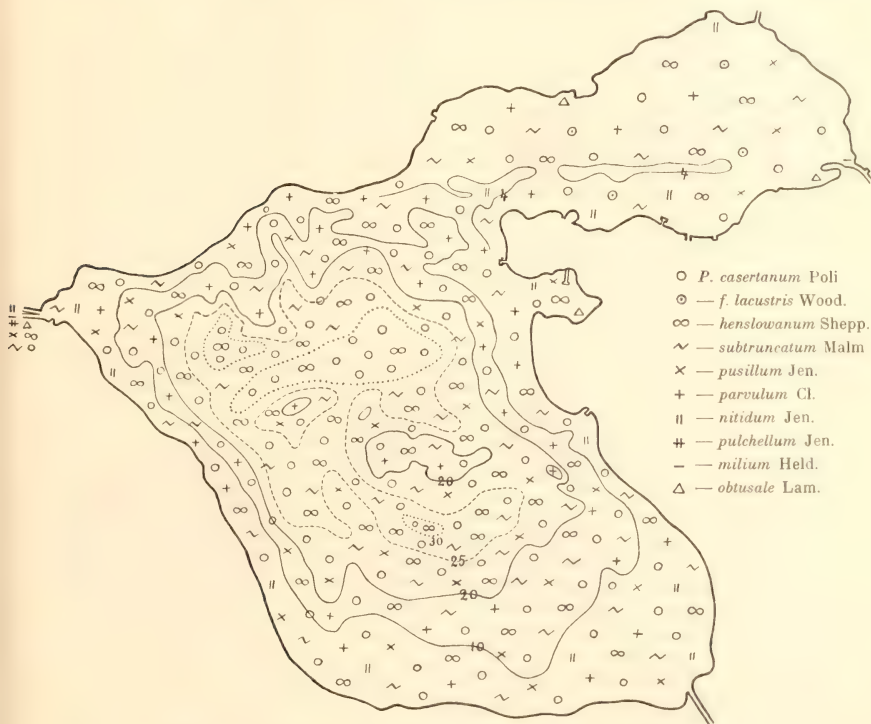 P. casertanum Poli
— f. lacustris Wood.
— henslowanum Shepp.
— subtruncatum Malm
— pusillum Jen.
— parvulum Cl.
— nitidum Jen.
— pulchellum Jen.
— milium Held.
— obtusale Lam.
20
30
25
20
10